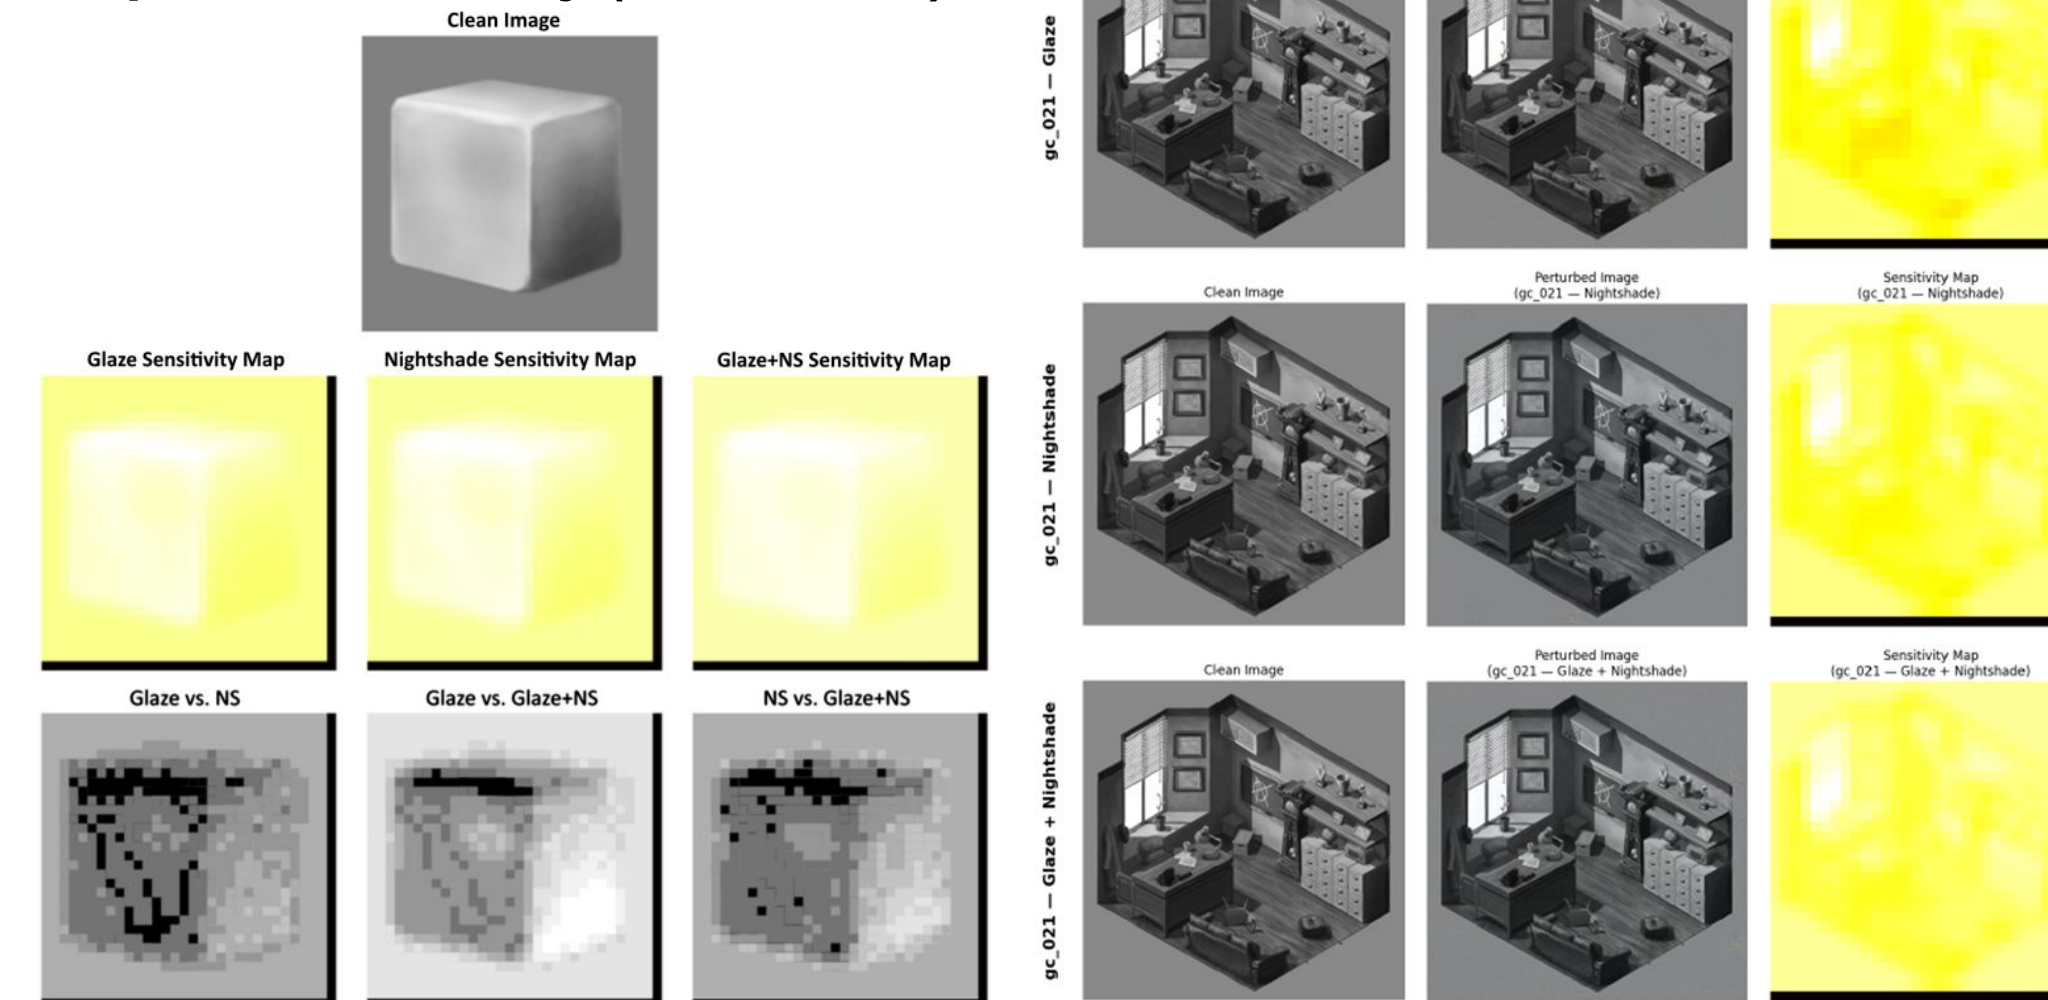 Clean Image
Glaze Sensitivity Map
Nightshade Sensitivity Map
Glaze+NS Sensitivity Map
Glaze vs. NS
Glaze vs. Glaze+NS
NS vs. Glaze+NS
gc_021 — Glaze
Clean Image
Perturbed Image
(gc_021 — Nightshade)
Sensitivity Map
(gc_021 — Nightshade)
gc_021 — Nightshade
Clean Image
Perturbed Image
(gc_021 — Glaze + Nightshade)
Sensitivity Map
(gc_021 — Glaze + Nightshade)
gc_021 — Glaze + Nightshade